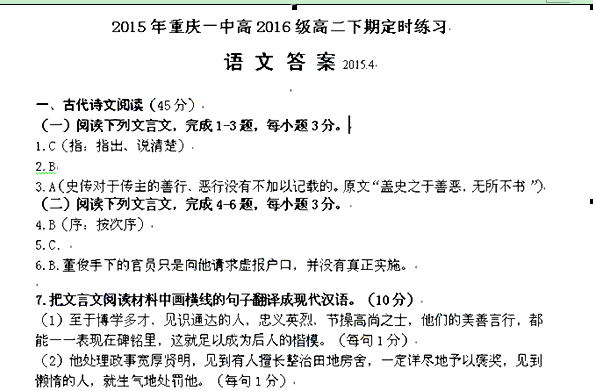 2015年重庆一中高2016级高二下期定时练习
语 文 答 案 2015.4
一、古代诗文阅读（45分）
（一）阅读下列文言文，完成1-3题，每小题3分。
1.C（指：指出、说清楚）
2.B
3.A（史传对于传主的善行、恶行没有不加以记载的。原文“盖史之于善恶，无所不书”）
（二）阅读下列文言文，完成4-6题，每小题3分。
4.B（序：按次序）
5.C.
6.B.董俊手下的官员只是向他请求虚报户口，并没有真正实施。
7.把文言文阅读材料中画横线的句子翻译成现代汉语。（10分）
（1）至于博学多才、见识通达的人，忠义英烈、节操高尚之士，他们的美善言行，都
能一一表现在碑铭里，这就足以成为后人的楷模。（每句1分）
（2）他处理政事宽厚贤明，见到有人擅长整治田地房舍，一定详尽地予以褒奖，见到
懒惰的人，就生气地处罚他。（每句1分）